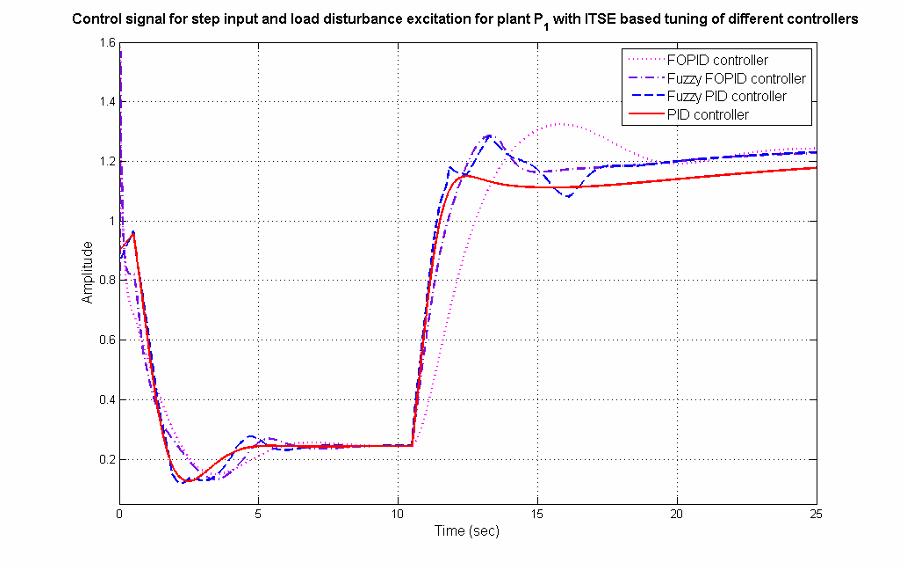 Control signal for step input and load disturbance excitation for plant P1 with ITSE based tuning of different controllers
FOPID controller
Fuzzy FOPID controller
Fuzzy PID controller
PID controller
1.6
1.4
1.2
1
0.8
0.6
0.4
0.2
Amplitude
0 5 10 15 20 25
Time (sec)